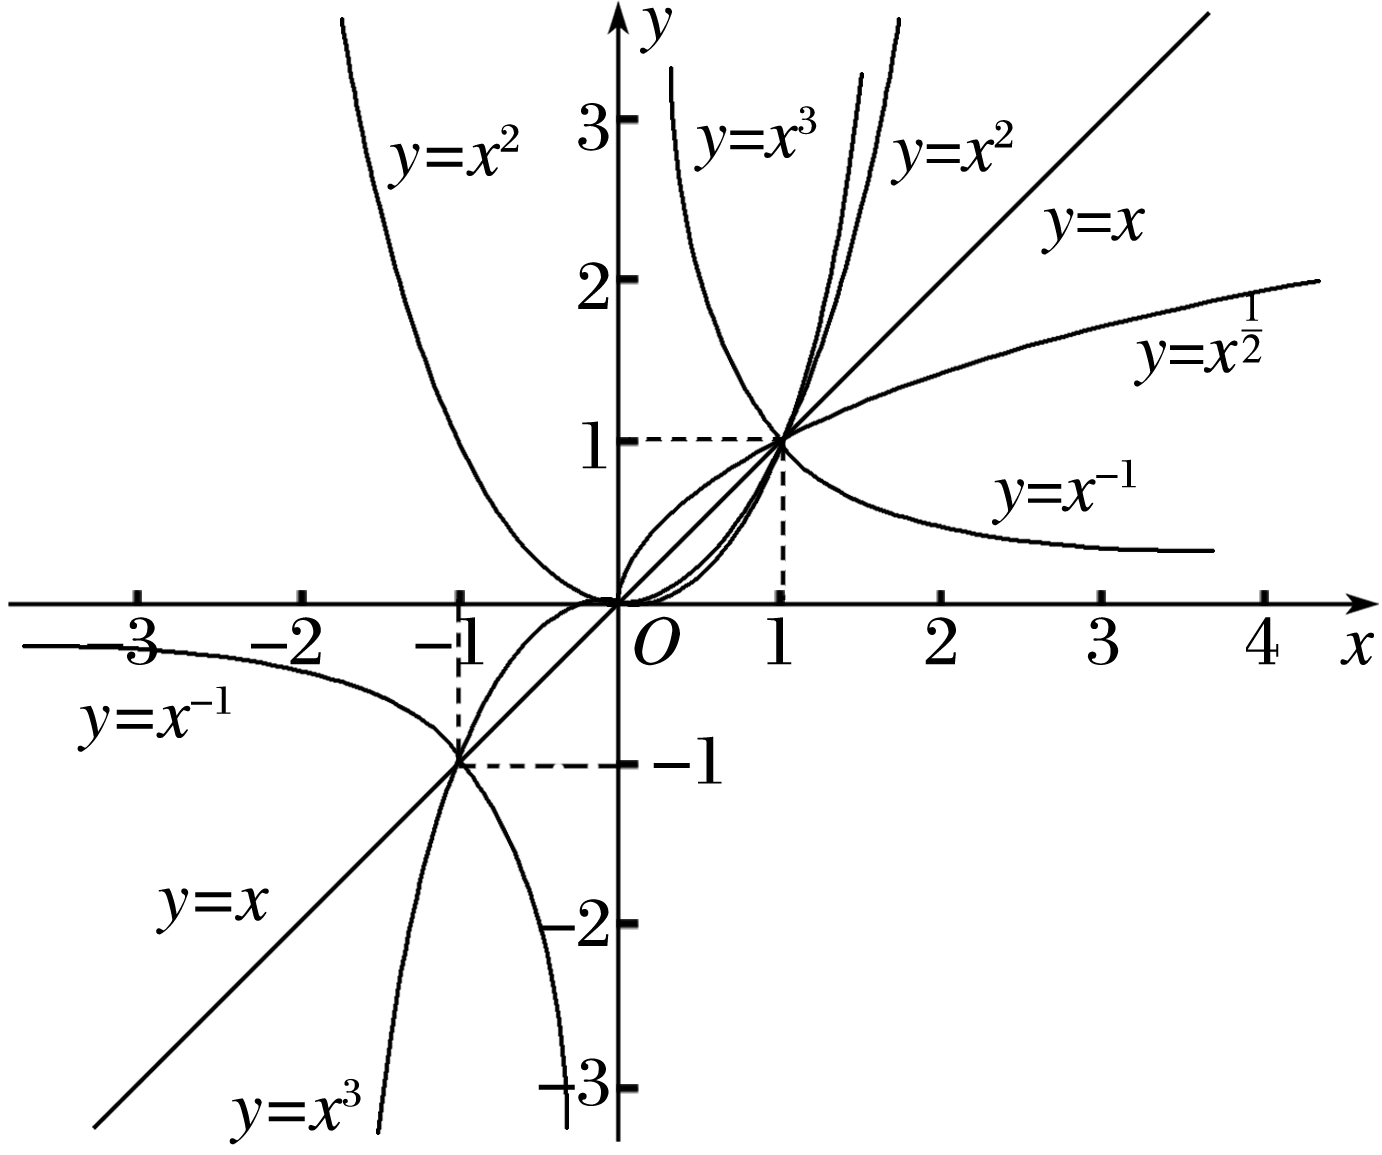 y
3
y=x²
y=x³
y=x²
y=x
2
y=x^{1/2}
1
y=x⁻¹
−3 −2 −1 O 1 2 3 4 x
y=x⁻¹
−1
y=x
−2
−3
y=x³